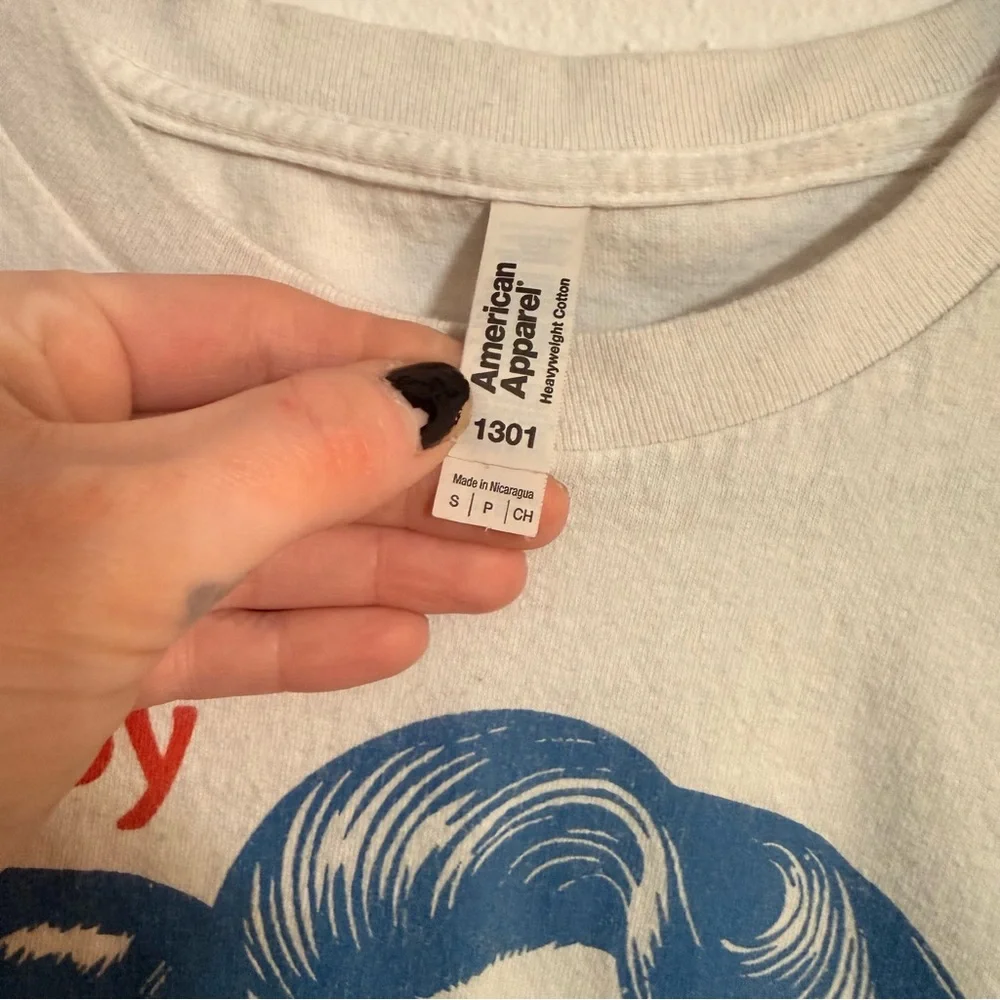 American
Apparel®
Heavyweight Cotton
1301
Made in Nicaragua
S | P | CH
y